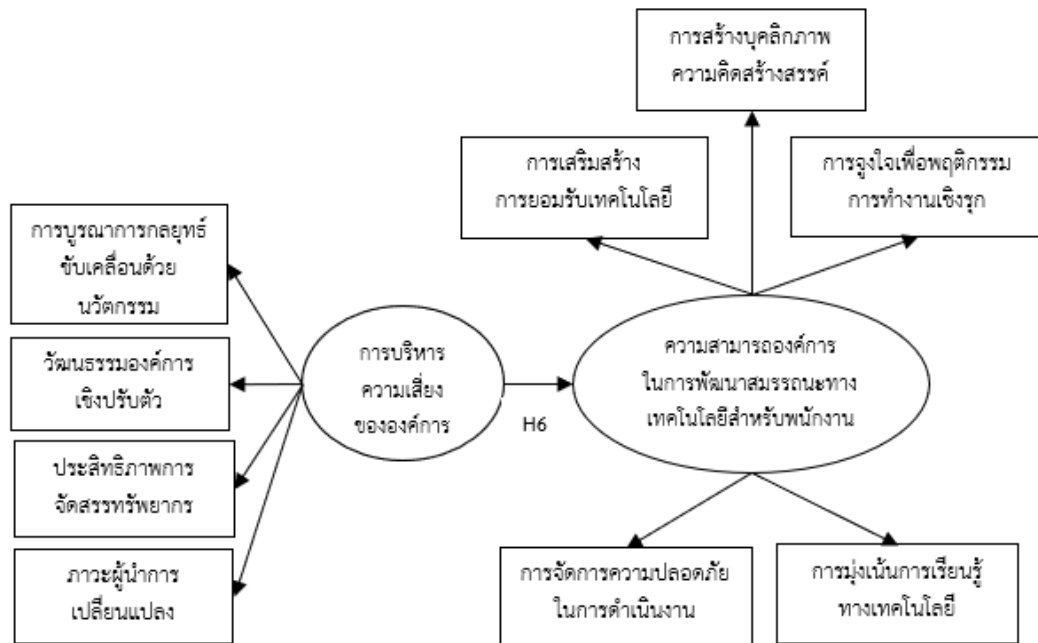 การสร้างบุคลิกภาพ
ความคิดสร้างสรรค์
การเสริมสร้าง
การยอมรับเทคโนโลยี
การจูงใจเพื่อพฤติกรรม
การทำงานเชิงรุก
การบูรณาการกลยุทธ์
ขับเคลื่อนด้วย
นวัตกรรม
วัฒนธรรมองค์การ
เชิงปรับตัว
ประสิทธิภาพการ
จัดสรรทรัพยากร
ภาวะผู้นำการ
เปลี่ยนแปลง
การบริหาร
ความเสี่ยง
ขององค์การ
H6
ความสามารถองค์การ
ในการพัฒนาสมรรถนะทาง
เทคโนโลยีสำหรับพนักงาน
การจัดการความปลอดภัย
ในการดำเนินงาน
การมุ่งเน้นการเรียนรู้
ทางเทคโนโลยี